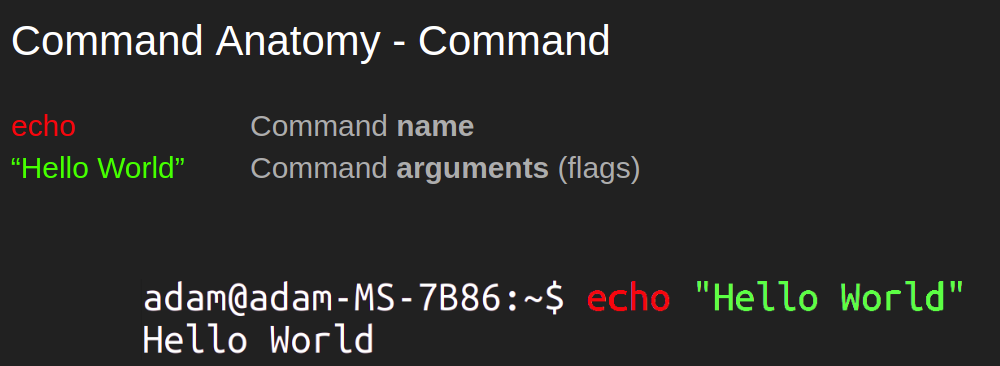 Command Anatomy - Command
echo Command name
“Hello World” Command arguments (flags)
adam@adam-MS-7B86:~$ echo "Hello World"
Hello World